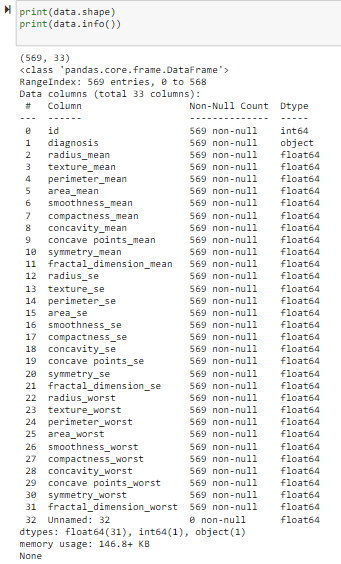 print(data.shape)
print(data.info())
(569, 33)
<class 'pandas.core.frame.DataFrame'>
RangeIndex: 569 entries, 0 to 568
Data columns (total 33 columns):
#   Column                   Non-Null Count  Dtype
---  ------                   --------------  -----
0   id                       569 non-null    int64
1   diagnosis                569 non-null    object
2   radius_mean              569 non-null    float64
3   texture_mean             569 non-null    float64
4   perimeter_mean           569 non-null    float64
5   area_mean                569 non-null    float64
6   smoothness_mean          569 non-null    float64
7   compactness_mean         569 non-null    float64
8   concavity_mean           569 non-null    float64
9   concave points_mean      569 non-null    float64
10  symmetry_mean            569 non-null    float64
11  fractal_dimension_mean   569 non-null    float64
12  radius_se                569 non-null    float64
13  texture_se               569 non-null    float64
14  perimeter_se             569 non-null    float64
15  area_se                  569 non-null    float64
16  smoothness_se            569 non-null    float64
17  compactness_se           569 non-null    float64
18  concavity_se             569 non-null    float64
19  concave points_se        569 non-null    float64
20  symmetry_se              569 non-null    float64
21  fractal_dimension_se     569 non-null    float64
22  radius_worst             569 non-null    float64
23  texture_worst            569 non-null    float64
24  perimeter_worst          569 non-null    float64
25  area_worst               569 non-null    float64
26  smoothness_worst         569 non-null    float64
27  compactness_worst        569 non-null    float64
28  concavity_worst          569 non-null    float64
29  concave points_worst     569 non-null    float64
30  symmetry_worst           569 non-null    float64
31  fractal_dimension_worst  569 non-null    float64
32  Unnamed: 32              0 non-null      float64
dtypes: float64(31), int64(1), object(1)
memory usage: 146.8+ KB
None